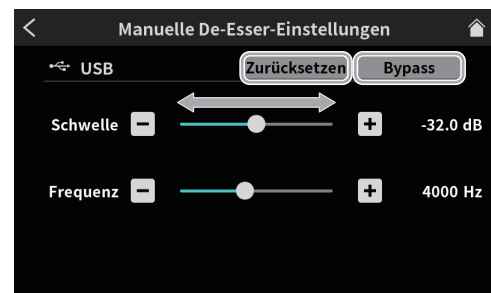 Manuelle De-Esser-Einstellungen
USB Zurücksetzen Bypass
Schwelle − + -32.0 dB
Frequenz − + 4000 Hz